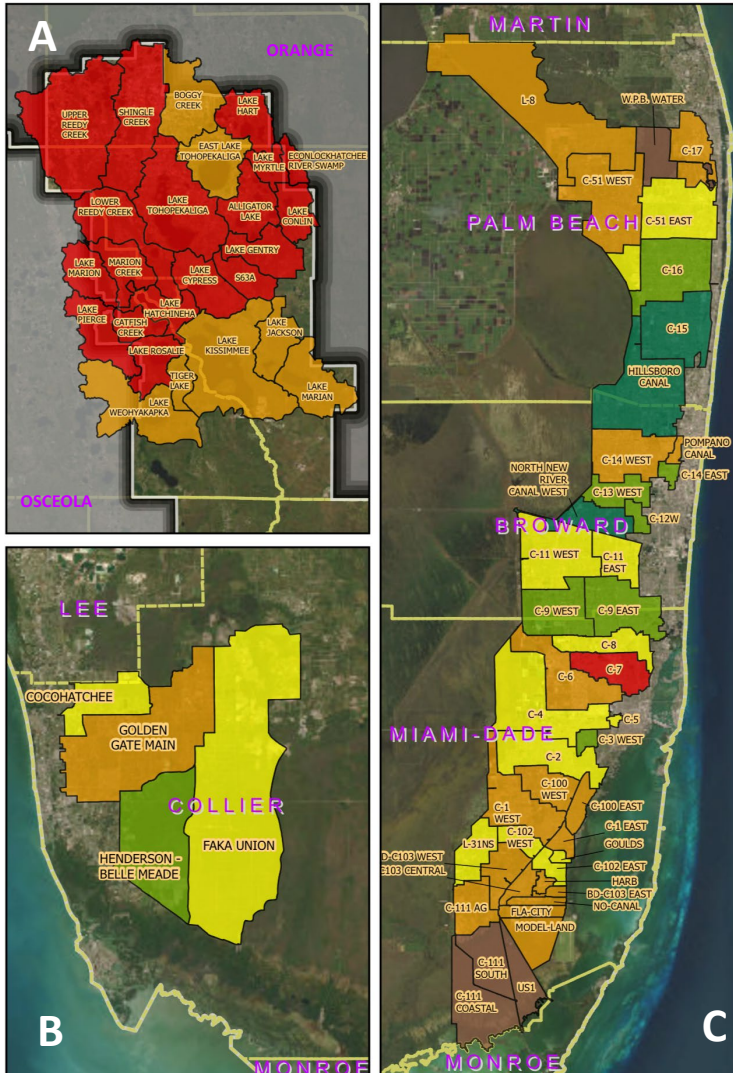 A
ORANGE
BOGGY
CREEK
UPPER
REEDY
CREEK
SHINGLE
CREEK
LAKE
HART
EAST LAKE
TOHOPEKALIGA
LAKE
MYRTLE
ECONLOCKHATCHEE
RIVER SWAMP
LOWER
REEDY CREEK
LAKE
TOHOPEKALIGA
ALLIGATOR
LAKE
LAKE
CONLIN
LAKE GENTRY
LAKE
MARION
MARION
CREEK
LAKE
CYPRESS
S63A
LAKE
PIERCE
CATFISH
CREEK
LAKE
HATCHINEHA
LAKE
JACKSON
LAKE ROSALIE
LAKE
KISSIMMEE
TIGER
LAKE
LAKE
MARIAN
LAKE
WEOHYAKAPKA
OSCEOLA
LEE
COCOHATCHEE
GOLDEN
GATE MAIN
COLLIER
HENDERSON -
BELLE MEADE
FAKA UNION
B
MONROE
MARTIN
L-8
W.P.B. WATER
C-17
C-51 WEST
PALM BEACH
C-51 EAST
C-16
C-15
HILLSBORO
CANAL
POMPANO
CANAL
C-14 WEST
C-14 EAST
NORTH NEW
RIVER
CANAL WEST
C-13 WEST
C-12W
BROWARD
C-11 WEST
C-11
EAST
C-9 WEST
C-9 EAST
C-8
C-7
C-6
C-4
C-5
MIAMI-DADE
C-3 WEST
C-2
C-100
WEST
C-100 EAST
C-1
WEST
C-1 EAST
C-102
WEST
L-31NS
GOULDS
D-C103 WEST
C103 CENTRAL
C-102 EAST
HARB
BD-C103 EAST
NO-CANAL
C-111 AG
FLA-CITY
MODEL-LAND
C-111
SOUTH
US1
C-111
COASTAL
C
MONROE